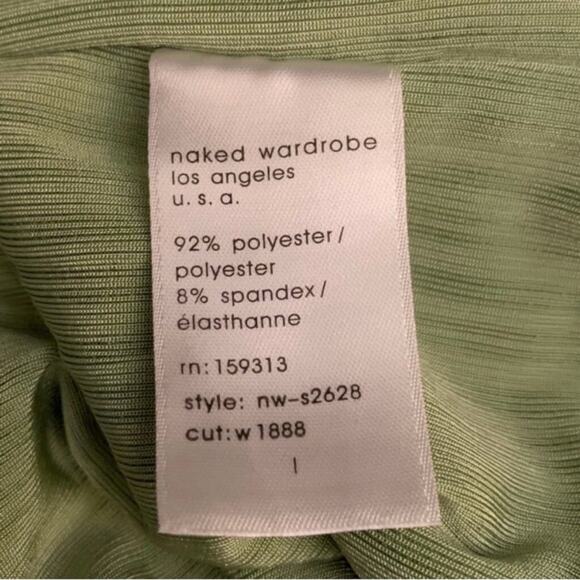 naked wardrobe
los angeles
u. s. a.
92% polyester/
polyester
8% spandex/
élasthanne
rn: 159313
style: nw-s2628
cut: w1888
l